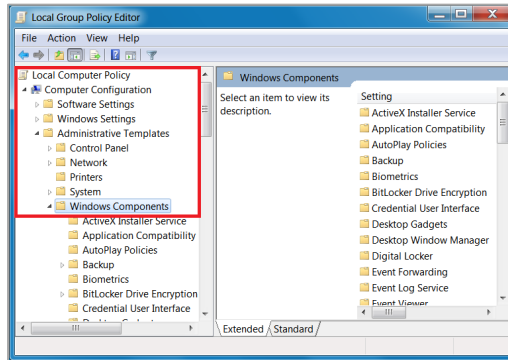 Local Group Policy Editor
File Action View Help
Local Computer Policy
Computer Configuration
Software Settings
Windows Settings
Administrative Templates
Control Panel
Network
Printers
System
Windows Components
ActiveX Installer Service
Application Compatibility
AutoPlay Policies
Backup
Biometrics
BitLocker Drive Encryption
Credential User Interface
Windows Components
Select an item to view its
description.
Setting
ActiveX Installer Service
Application Compatibility
AutoPlay Policies
Backup
Biometrics
BitLocker Drive Encryption
Credential User Interface
Desktop Gadgets
Desktop Window Manager
Digital Locker
Event Forwarding
Event Log Service
Event Viewer
Extended Standard